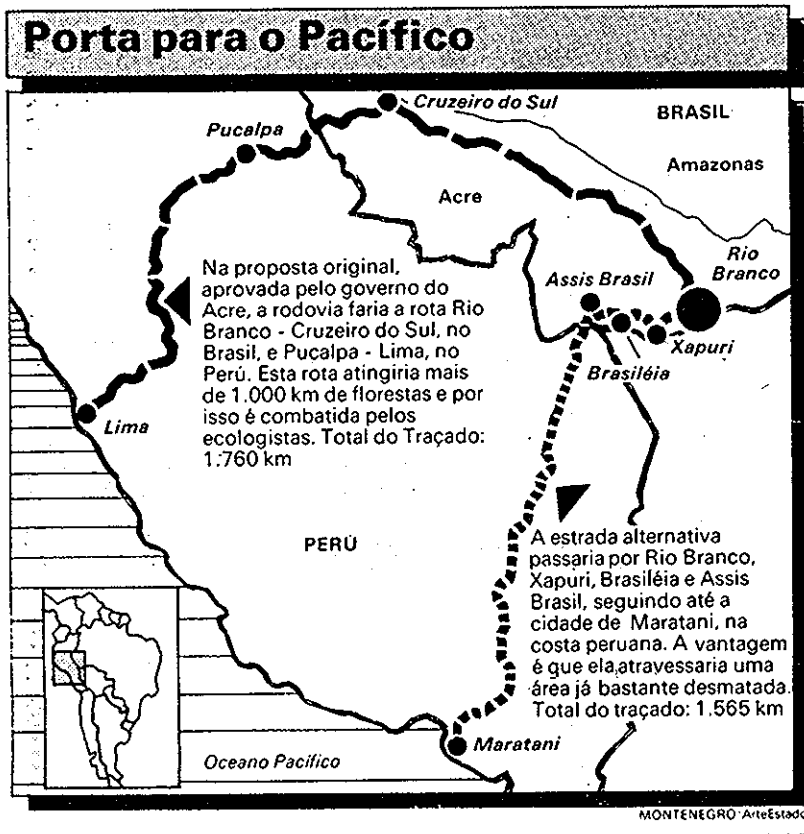 Porta para o Pacífico
Cruzeiro do Sul
BRASIL
Pucalpa
Amazonas
Acre
Rio
Branco
Assis Brasil
Na proposta original,
aprovada pelo governo do
Acre, a rodovia faria a rota Rio
Branco - Cruzeiro do Sul, no
Brasil, e Pucalpa - Lima, no
Perú. Esta rota atingiria mais
de 1.000 km de florestas e por
isso é combatida pelos
ecologistas. Total do Traçado:
1.760 km
Xapuri
Brasiléia
Lima
PERÚ
A estrada alternativa
passaria por Rio Branco,
Xapuri, Brasiléia e Assis
Brasil, seguindo até a
cidade de Maratani, na
costa peruana. A vantagem
é que ela atravessaria uma
área já bastante desmatada.
Total do traçado: 1.565 km
Maratani
Oceano Pacífico
MONTENEGRO/ArteEstado